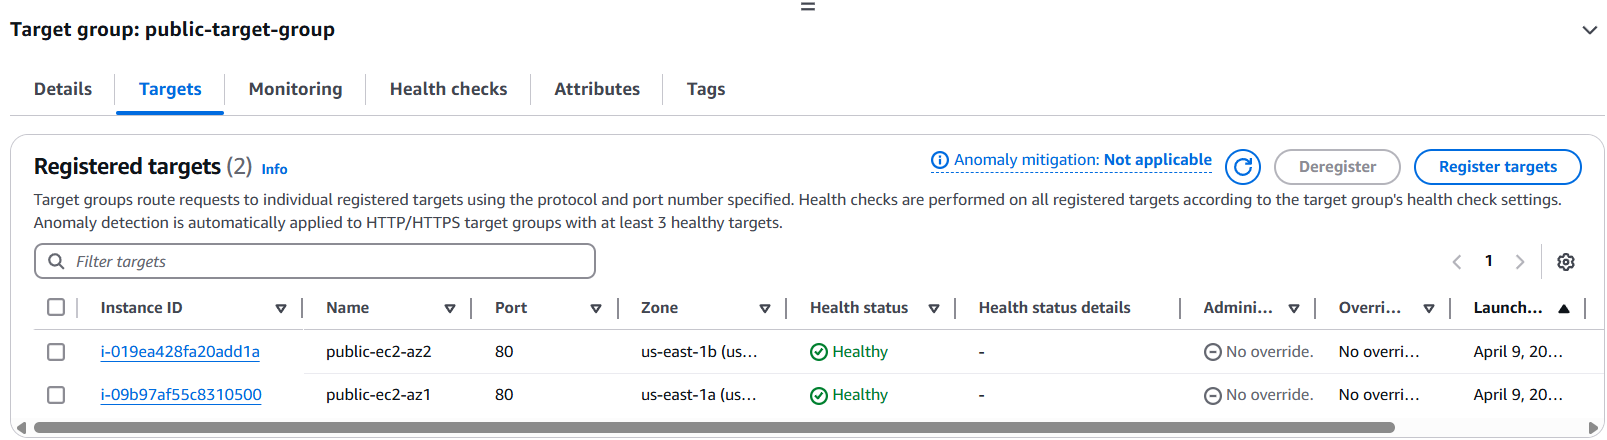 Target group: public-target-group
Details Targets Monitoring Health checks Attributes Tags
Registered targets (2) Info Anomaly mitigation: Not applicable Deregister Register targets
Target groups route requests to individual registered targets using the protocol and port number specified. Health checks are performed on all registered targets according to the target group's health check settings.
Anomaly detection is automatically applied to HTTP/HTTPS target groups with at least 3 healthy targets.
Filter targets 1
Instance ID Name Port Zone Health status Health status details Admini... Overri... Launch...
i-019ea428fa20add1a public-ec2-az2 80 us-east-1b (us... Healthy - No override. No overri... April 9, 20...
i-09b97af55c8310500 public-ec2-az1 80 us-east-1a (us... Healthy - No override. No overri... April 9, 20...